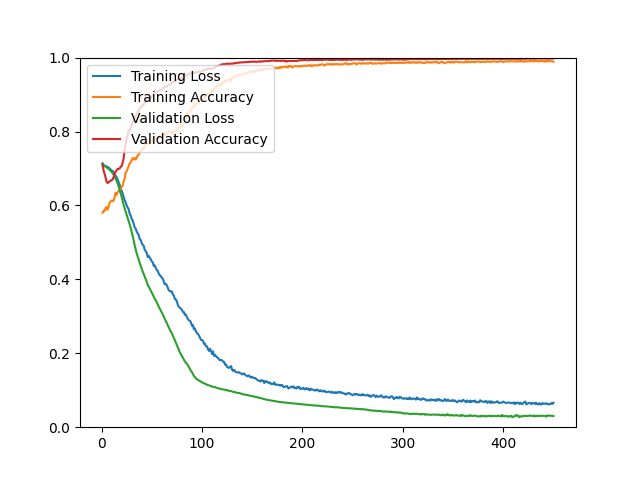 1.0
0.8
0.6
0.4
0.2
0.0
0 100 200 300 400
Training Loss
Training Accuracy
Validation Loss
Validation Accuracy